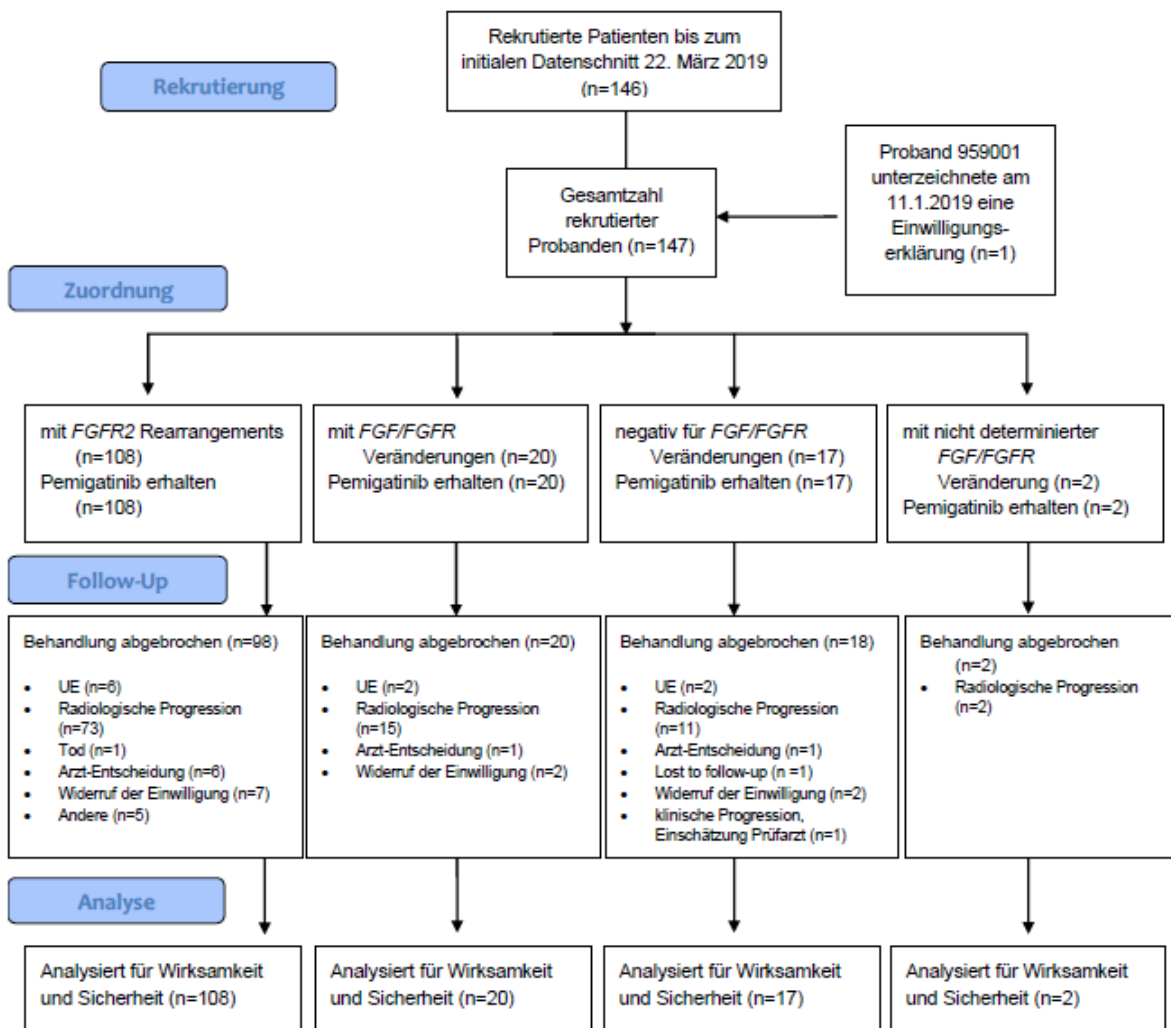 Rekrutierte Patienten bis zum
initialen Datenschnitt 22. März 2019
(n=146)
Rekrutierung
Proband 959001
unterzeichnete am
11.1.2019 eine
Einwilligungs-
erklärung (n=1)
Gesamtzahl
rekrutierter
Probanden (n=147)
Zuordnung
mit FGFR2 Rearrangements
(n=108)
Pemigatinib erhalten
(n=108)
mit FGF/FGFR
Veränderungen (n=20)
Pemigatinib erhalten (n=20)
negativ für FGF/FGFR
Veränderungen (n=17)
Pemigatinib erhalten (n=17)
mit nicht determinierter
FGF/FGFR
Veränderung (n=2)
Pemigatinib erhalten (n=2)
Follow-Up
Behandlung abgebrochen (n=98)
• UE (n=6)
• Radiologische Progression
(n=73)
• Tod (n=1)
• Arzt-Entscheidung (n=6)
• Widerruf der Einwilligung (n=7)
• Andere (n=5)
Behandlung abgebrochen (n=20)
• UE (n=2)
• Radiologische Progression
(n=15)
• Arzt-Entscheidung (n=1)
• Widerruf der Einwilligung (n=2)
Behandlung abgebrochen (n=18)
• UE (n=2)
• Radiologische Progression
(n=11)
• Arzt-Entscheidung (n=1)
• Lost to follow-up (n =1)
• Widerruf der Einwilligung (n=2)
• klinische Progression,
Einschätzung Prüfarzt (n=1)
Behandlung abgebrochen
(n=2)
• Radiologische Progression
(n=2)
Analyse
Analysiert für Wirksamkeit
und Sicherheit (n=108)
Analysiert für Wirksamkeit
und Sicherheit (n=20)
Analysiert für Wirksamkeit
und Sicherheit (n=17)
Analysiert für Wirksamkeit
und Sicherheit (n=2)